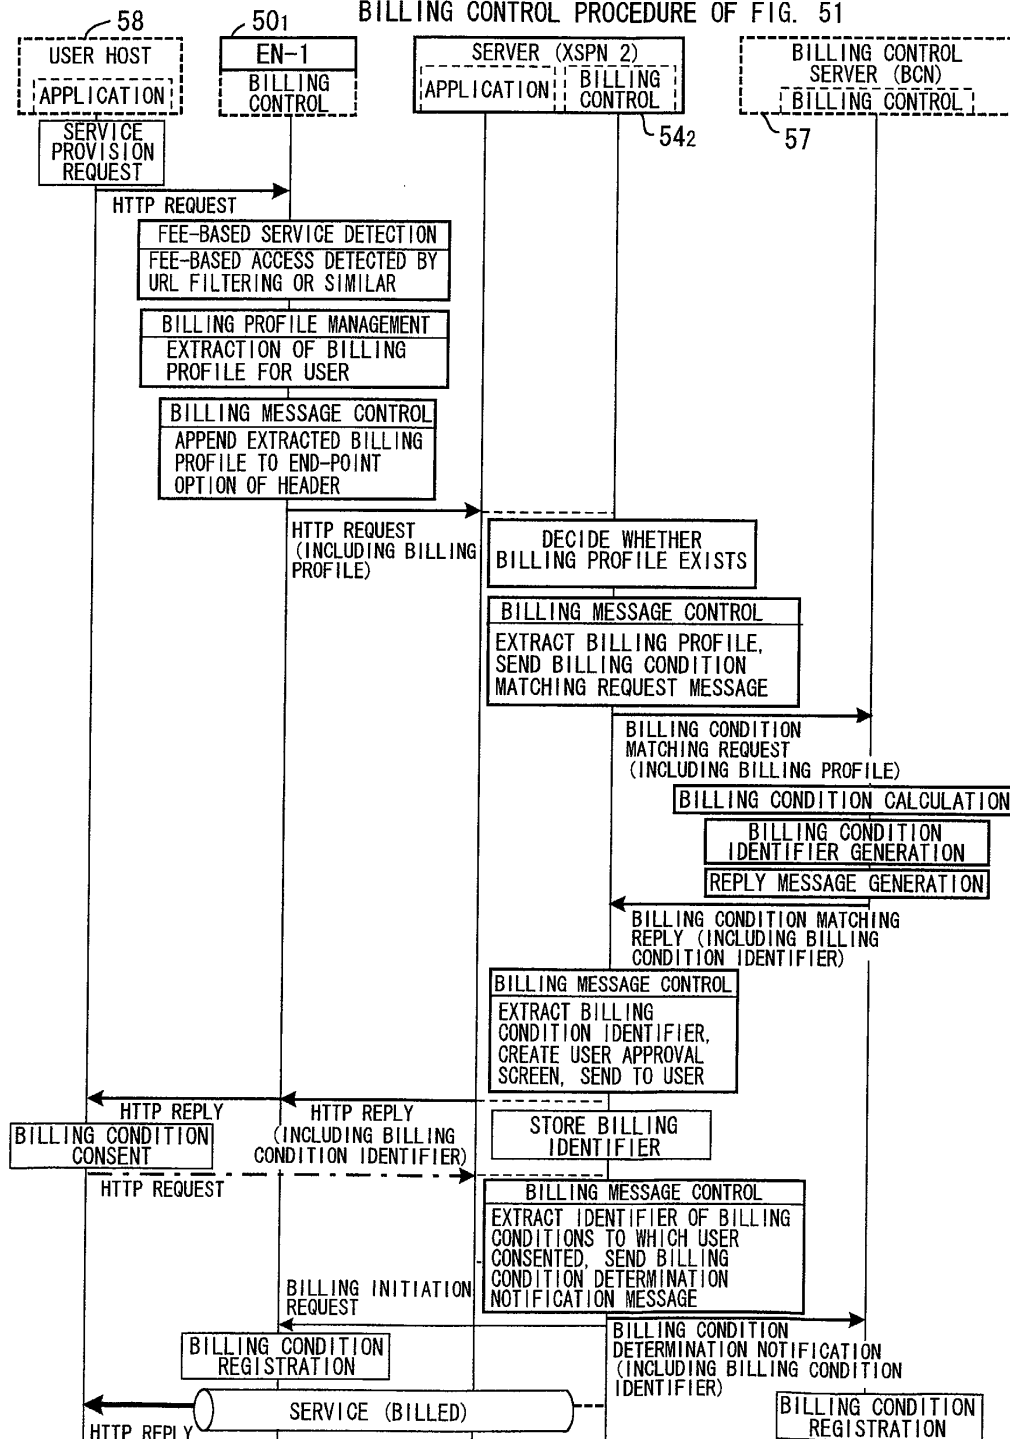 BILLING CONTROL PROCEDURE OF FIG. 51
58
USER HOST
APPLICATION
501
EN-1
BILLING
CONTROL
SERVER (XSPN 2)
APPLICATION
BILLING
CONTROL
542
BILLING CONTROL
SERVER (BCN)
BILLING CONTROL
57
SERVICE
PROVISION
REQUEST
HTTP REQUEST
FEE-BASED SERVICE DETECTION
FEE-BASED ACCESS DETECTED BY
URL FILTERING OR SIMILAR
BILLING PROFILE MANAGEMENT
EXTRACTION OF BILLING
PROFILE FOR USER
BILLING MESSAGE CONTROL
APPEND EXTRACTED BILLING
PROFILE TO END-POINT
OPTION OF HEADER
HTTP REQUEST
(INCLUDING BILLING
PROFILE)
DECIDE WHETHER
BILLING PROFILE EXISTS
BILLING MESSAGE CONTROL
EXTRACT BILLING PROFILE,
SEND BILLING CONDITION
MATCHING REQUEST MESSAGE
BILLING CONDITION
MATCHING REQUEST
(INCLUDING BILLING PROFILE)
BILLING CONDITION CALCULATION
BILLING CONDITION
IDENTIFIER GENERATION
REPLY MESSAGE GENERATION
BILLING CONDITION MATCHING
REPLY (INCLUDING BILLING
CONDITION IDENTIFIER)
BILLING MESSAGE CONTROL
EXTRACT BILLING
CONDITION IDENTIFIER,
CREATE USER APPROVAL
SCREEN, SEND TO USER
HTTP REPLY
HTTP REPLY
(INCLUDING BILLING
CONDITION IDENTIFIER)
STORE BILLING
IDENTIFIER
BILLING CONDITION
CONSENT
HTTP REQUEST
BILLING MESSAGE CONTROL
EXTRACT IDENTIFIER OF BILLING
CONDITIONS TO WHICH USER
CONSENTED, SEND BILLING
CONDITION DETERMINATION
NOTIFICATION MESSAGE
BILLING INITIATION
REQUEST
BILLING CONDITION
DETERMINATION NOTIFICATION
(INCLUDING BILLING CONDITION
IDENTIFIER)
BILLING CONDITION
REGISTRATION
SERVICE (BILLED)
BILLING CONDITION
REGISTRATION
HTTP REPLY